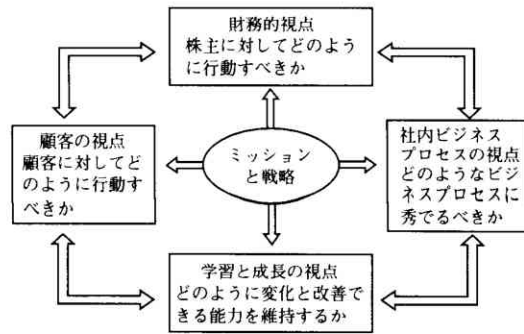 財務的視点
株主に対してどのよう
に行動すべきか
顧客の視点
顧客に対してど
のように行動す
べきか
ミッション
と戦略
社内ビジネス
プロセスの視点
どのようなビジ
ネスプロセスに
秀でるべきか
学習と成長の視点
どのように変化と改善で
きる能力を維持するか